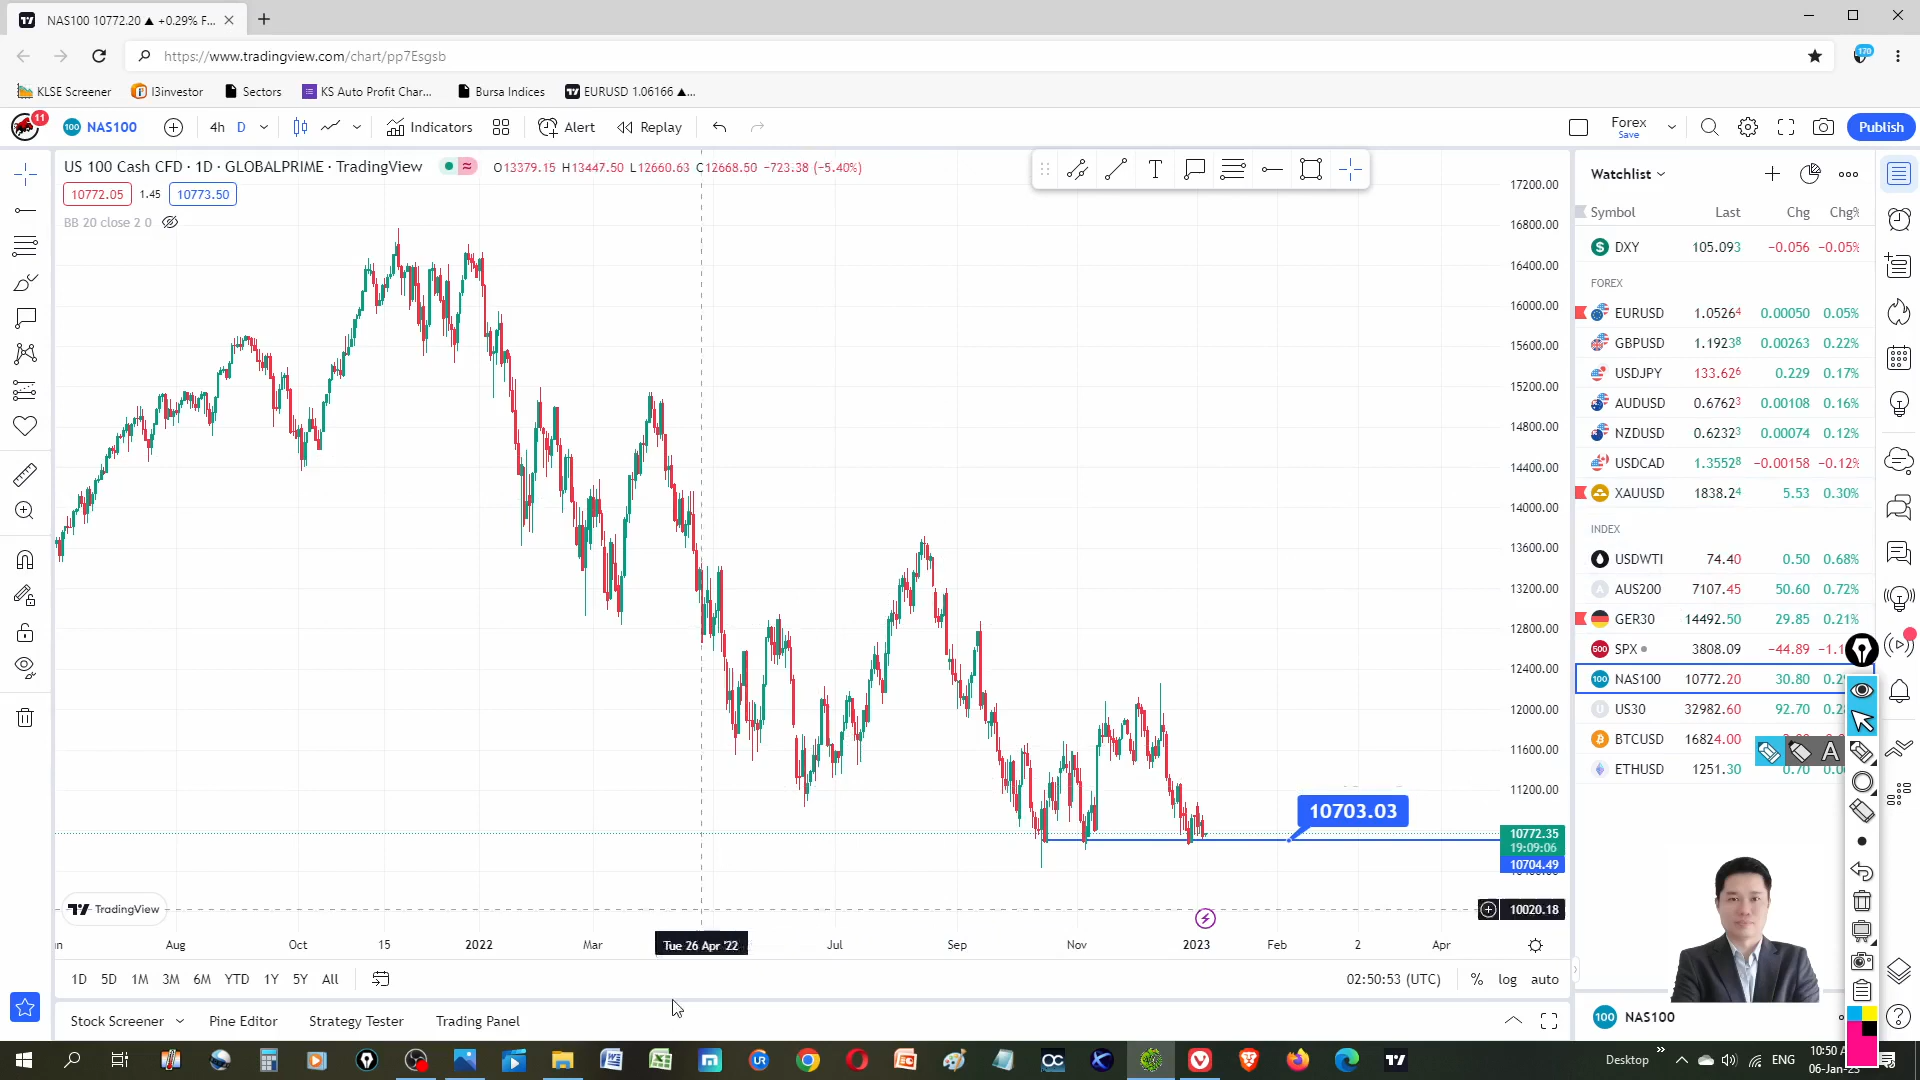 NAS100 10772.20 ▲ +0.29% F...
https://www.tradingview.com/chart/pp7Esgsb
170
KLSE Screener
I3investor
Sectors
KS Auto Profit Char...
Bursa Indices
EURUSD 1.06166 ▲...
11
100 NAS100
4h D
Indicators
Alert
Replay
Forex
Save
Publish
US 100 Cash CFD · 1D · GLOBALPRIME · TradingView
O13379.15 H13447.50 L12660.63 C12668.50 −723.38 (−5.40%)
10772.05 1.45 10773.50
BB 20 close 2 0
17200.00
16800.00
16400.00
16000.00
15600.00
15200.00
14800.00
14400.00
14000.00
13600.00
13200.00
12800.00
12400.00
12000.00
11600.00
11200.00
10703.03
10772.35
19:09:06
10704.49
10020.18
TradingView
Aug Oct 15 2022 Mar Tue 26 Apr '22 Jul Sep Nov 2023 Feb 2 Apr
1D 5D 1M 3M 6M YTD 1Y 5Y All
02:50:53 (UTC) % log auto
Stock Screener
Pine Editor
Strategy Tester
Trading Panel
Watchlist
Symbol Last Chg Chg%
DXY 105.093 −0.056 −0.05%
FOREX
EURUSD 1.05264 0.00050 0.05%
GBPUSD 1.19238 0.00263 0.22%
USDJPY 133.626 0.229 0.17%
AUDUSD 0.67623 0.00108 0.16%
NZDUSD 0.62323 0.00074 0.12%
USDCAD 1.35528 −0.00158 −0.12%
XAUUSD 1838.24 5.53 0.30%
INDEX
USDWTI 74.40 0.50 0.68%
AUS200 7107.45 50.60 0.72%
GER30 14492.50 29.85 0.21%
500 SPX 3808.09 −44.89
100 NAS100 10772.20 30.80
US30 32982.60 92.70
BTCUSD 16824.00
ETHUSD 1251.30 0.70
A
100 NAS100
Desktop
ENG
10:50